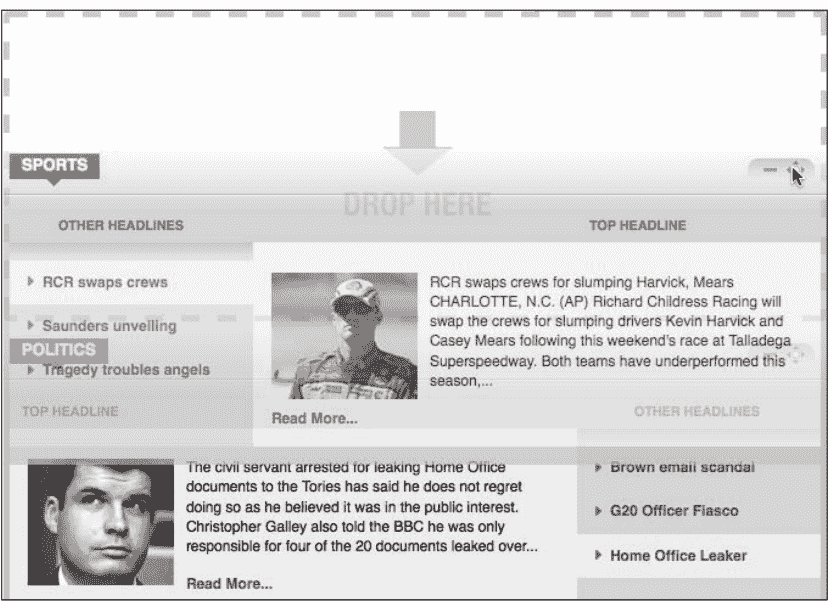 SPORTS
DROP HERE
OTHER HEADLINES
TOP HEADLINE
RCR swaps crews
Saunders unveiling
Tragedy troubles angels
RCR swaps crews for slumping Harvick, Mears
CHARLOTTE, N.C. (AP) Richard Childress Racing will
swap the crews for slumping drivers Kevin Harvick and
Casey Mears following this weekend's race at Talladega
Superspeedway. Both teams have underperformed this
season,...
Read More...
POLITICS
TOP HEADLINE
OTHER HEADLINES
The civil servant arrested for leaking Home Office
documents to the Tories has said he does not regret
doing so as he believed it was in the public interest.
Christopher Galley also told the BBC he was only
responsible for four of the 20 documents leaked over...
Read More...
Brown email scandal
G20 Officer Fiasco
Home Office Leaker